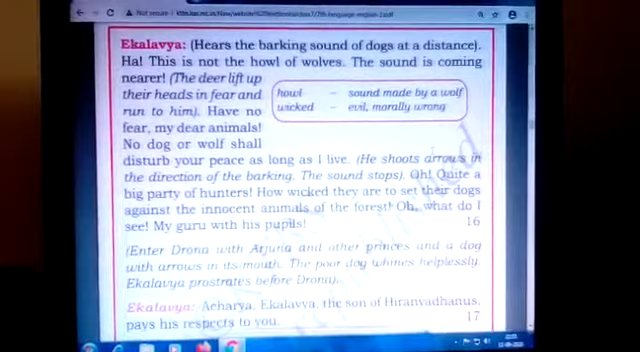 Not secure
Ekalavya: (Hears the barking sound of dogs at a distance).
Ha! This is not the howl of wolves. The sound is coming
nearer! (The deer lift up
their heads in fear and
run to him). Have no
fear, my dear animals!
No dog or wolf shall
howl – sound made by a wolf
wicked – evil, morally wrong
disturb your peace as long as I live. (He shoots arrows in
the direction of the barking. The sound stops). Oh! Quite a
big party of hunters! How wicked they are to set their dogs
against the innocent animals of the forest! Oh, what do I
see! My guru with his pupils! 16
(Enter Drona with Arjuna and other princes and a dog
with arrows in its mouth. The poor dog whines helplessly.
Ekalavya prostrates before Drona).
Ekalavya: Acharya, Ekalavya, the son of Hiranyadhanus,
pays his respects to you. 17